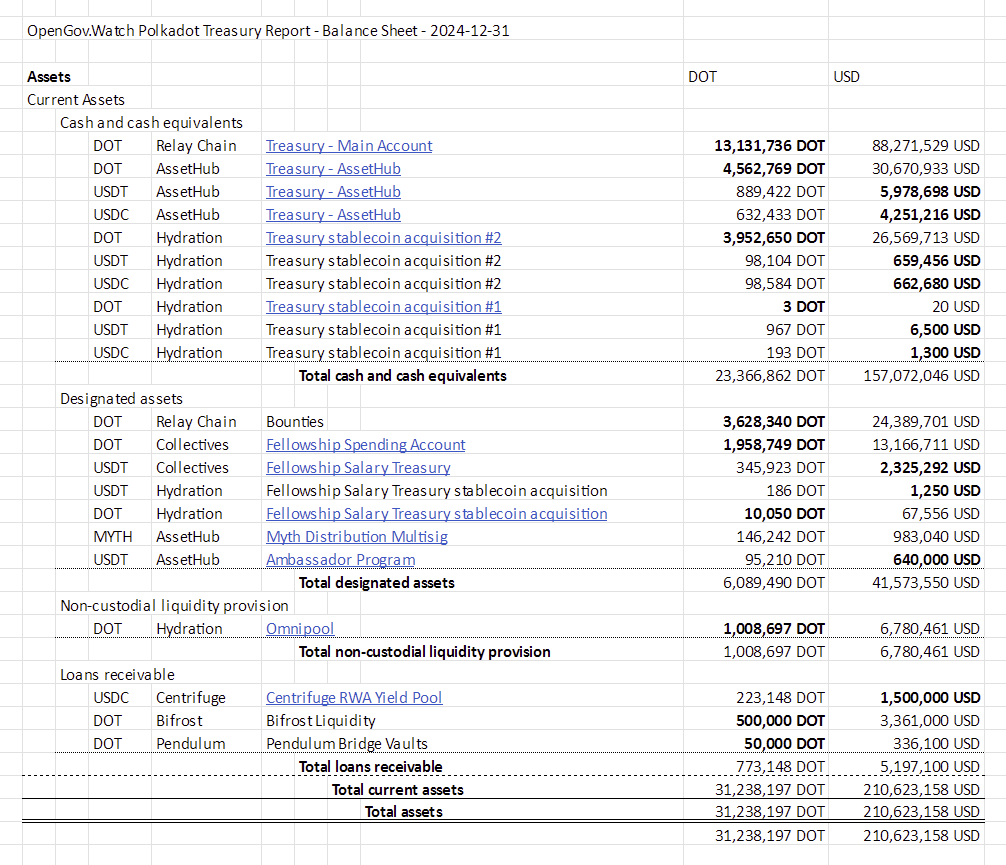 OpenGov.Watch Polkadot Treasury Report - Balance Sheet - 2024-12-31
Assets DOT USD
Current Assets
Cash and cash equivalents
DOT Relay Chain Treasury - Main Account 13,131,736 DOT 88,271,529 USD
DOT AssetHub Treasury - AssetHub 4,562,769 DOT 30,670,933 USD
USDT AssetHub Treasury - AssetHub 889,422 DOT 5,978,698 USD
USDC AssetHub Treasury - AssetHub 632,433 DOT 4,251,216 USD
DOT Hydration Treasury stablecoin acquisition #2 3,952,650 DOT 26,569,713 USD
USDT Hydration Treasury stablecoin acquisition #2 98,104 DOT 659,456 USD
USDC Hydration Treasury stablecoin acquisition #2 98,584 DOT 662,680 USD
DOT Hydration Treasury stablecoin acquisition #1 3 DOT 20 USD
USDT Hydration Treasury stablecoin acquisition #1 967 DOT 6,500 USD
USDC Hydration Treasury stablecoin acquisition #1 193 DOT 1,300 USD
Total cash and cash equivalents 23,366,862 DOT 157,072,046 USD
Designated assets
DOT Relay Chain Bounties 3,628,340 DOT 24,389,701 USD
DOT Collectives Fellowship Spending Account 1,958,749 DOT 13,166,711 USD
USDT Collectives Fellowship Salary Treasury 345,923 DOT 2,325,292 USD
USDT Hydration Fellowship Salary Treasury stablecoin acquisition 186 DOT 1,250 USD
DOT Hydration Fellowship Salary Treasury stablecoin acquisition 10,050 DOT 67,556 USD
MYTH AssetHub Myth Distribution Multisig 146,242 DOT 983,040 USD
USDT AssetHub Ambassador Program 95,210 DOT 640,000 USD
Total designated assets 6,089,490 DOT 41,573,550 USD
Non-custodial liquidity provision
DOT Hydration Omnipool 1,008,697 DOT 6,780,461 USD
Total non-custodial liquidity provision 1,008,697 DOT 6,780,461 USD
Loans receivable
USDC Centrifuge Centrifuge RWA Yield Pool 223,148 DOT 1,500,000 USD
DOT Bifrost Bifrost Liquidity 500,000 DOT 3,361,000 USD
DOT Pendulum Pendulum Bridge Vaults 50,000 DOT 336,100 USD
Total loans receivable 773,148 DOT 5,197,100 USD
Total current assets 31,238,197 DOT 210,623,158 USD
Total assets 31,238,197 DOT 210,623,158 USD
31,238,197 DOT 210,623,158 USD